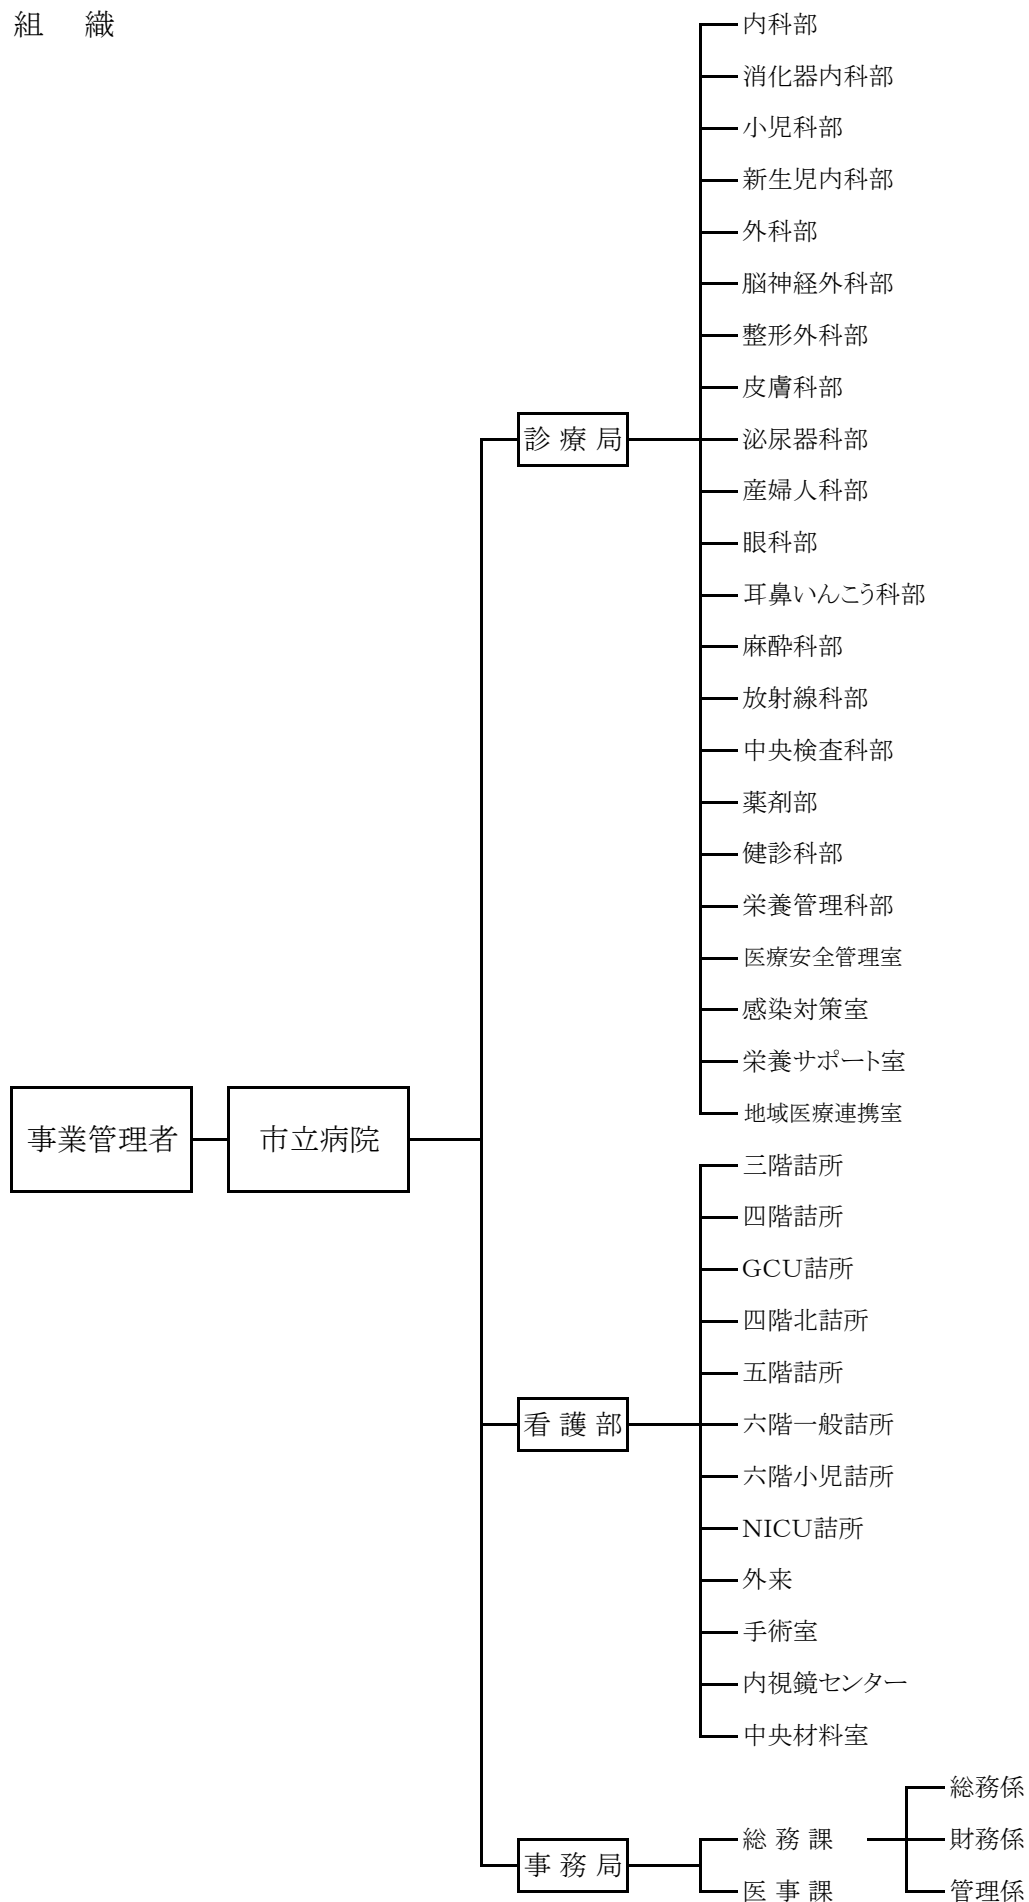 組 織
内科部
消化器内科部
小児科部
新生児内科部
外科部
脳神経外科部
整形外科部
皮膚科部
診療局
泌尿器科部
産婦人科部
眼科部
耳鼻いんこう科部
麻酔科部
放射線科部
中央検査科部
薬剤部
健診科部
栄養管理科部
医療安全管理室
感染対策室
栄養サポート室
地域医療連携室
事業管理者
市立病院
三階詰所
四階詰所
GCU詰所
四階北詰所
五階詰所
看護部
六階一般詰所
六階小児詰所
NICU詰所
外来
手術室
内視鏡センター
中央材料室
事務局
総務課
総務係
財務係
管理係
医事課